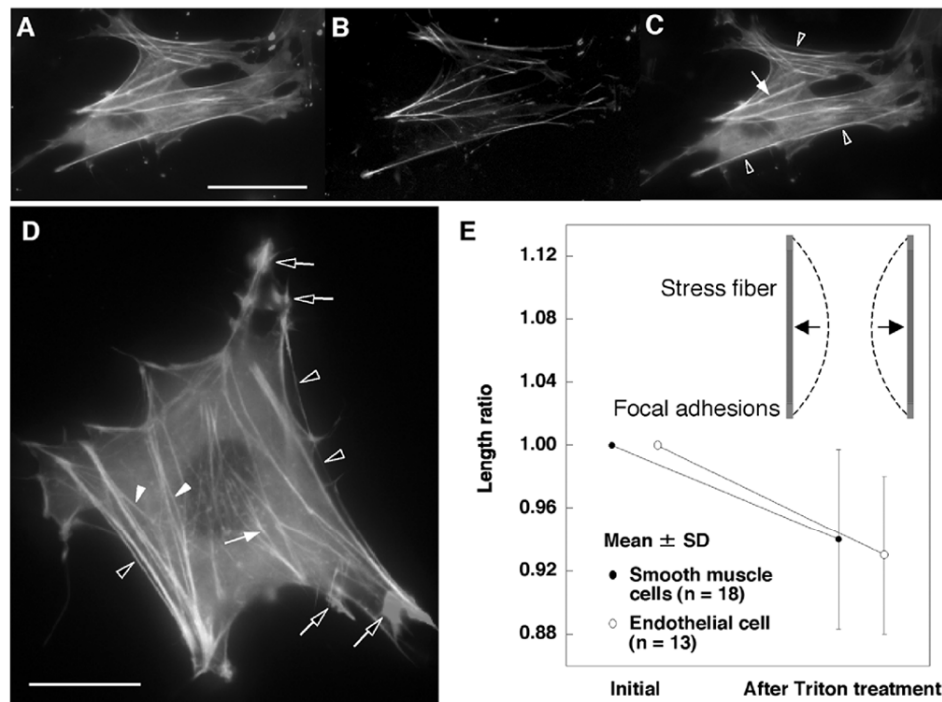 A
B
C
D
E
1.12
1.08
1.04
1.00
0.96
0.92
0.88
Length ratio
Stress fiber
Focal adhesions
Mean ± SD
● Smooth muscle
cells (n = 18)
○ Endothelial cell
(n = 13)
Initial
After Triton treatment